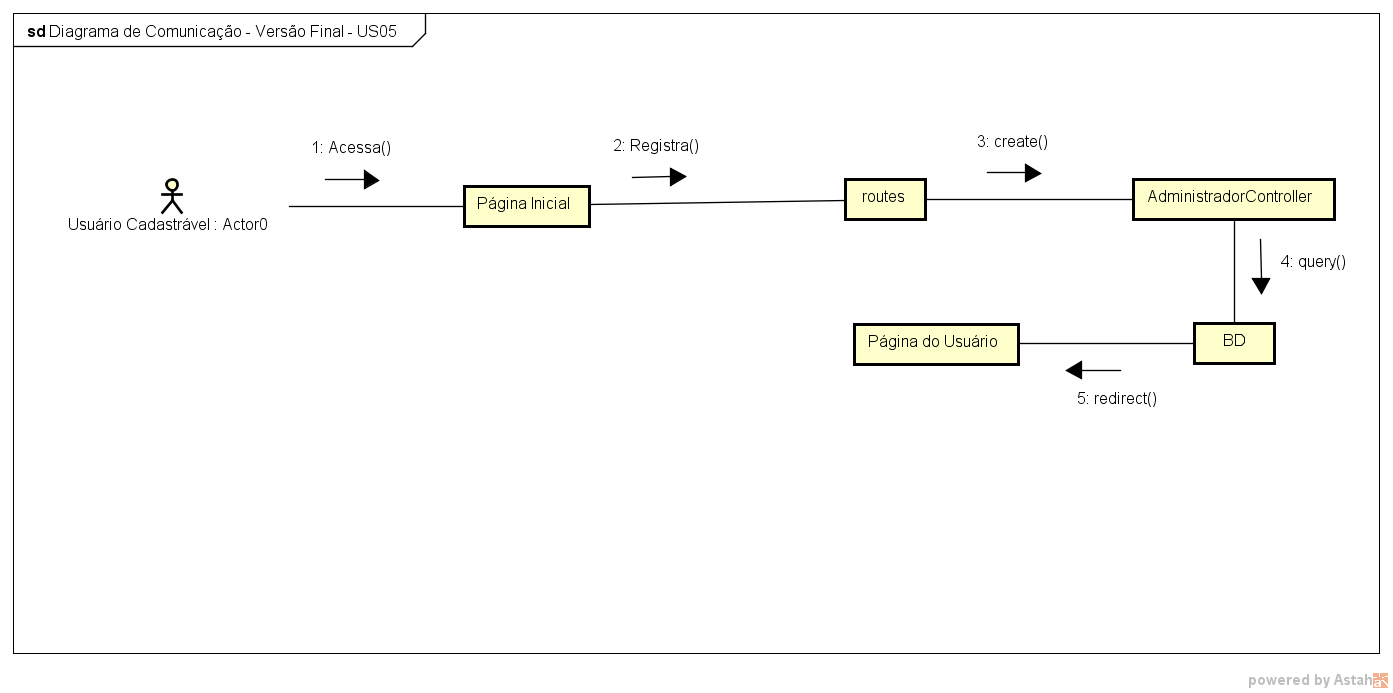 sd Diagrama de Comunicação - Versão Final - US05
1: Acessa()
2: Registra()
3: create()
Usuário Cadastrável : Actor0
Página Inicial
routes
AdministradorController
4: query()
Página do Usuário
BD
5: redirect()
powered by Astah